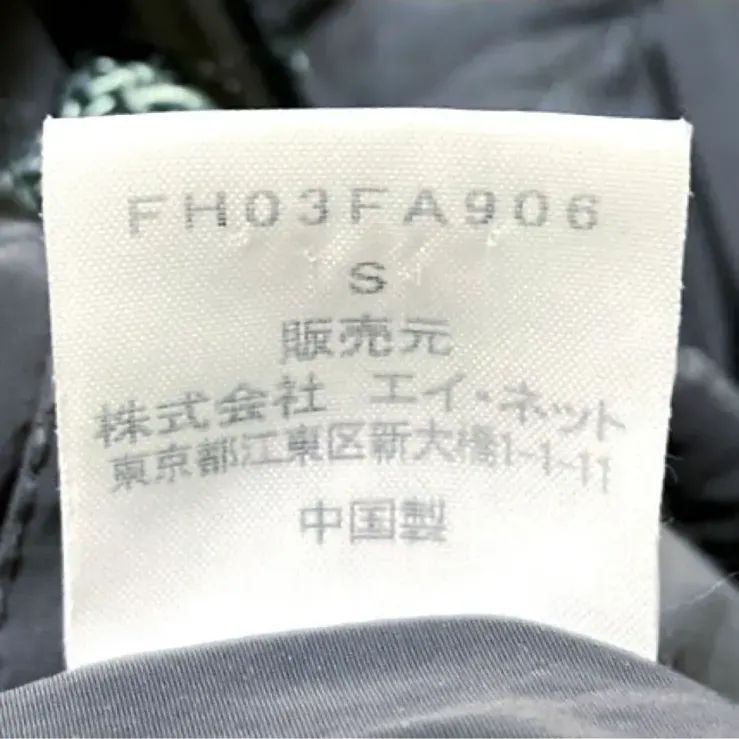 FH03FA906
S
販売元
株式会社 エイ・ネット
東京都江東区新大橋1-1-11
中国製